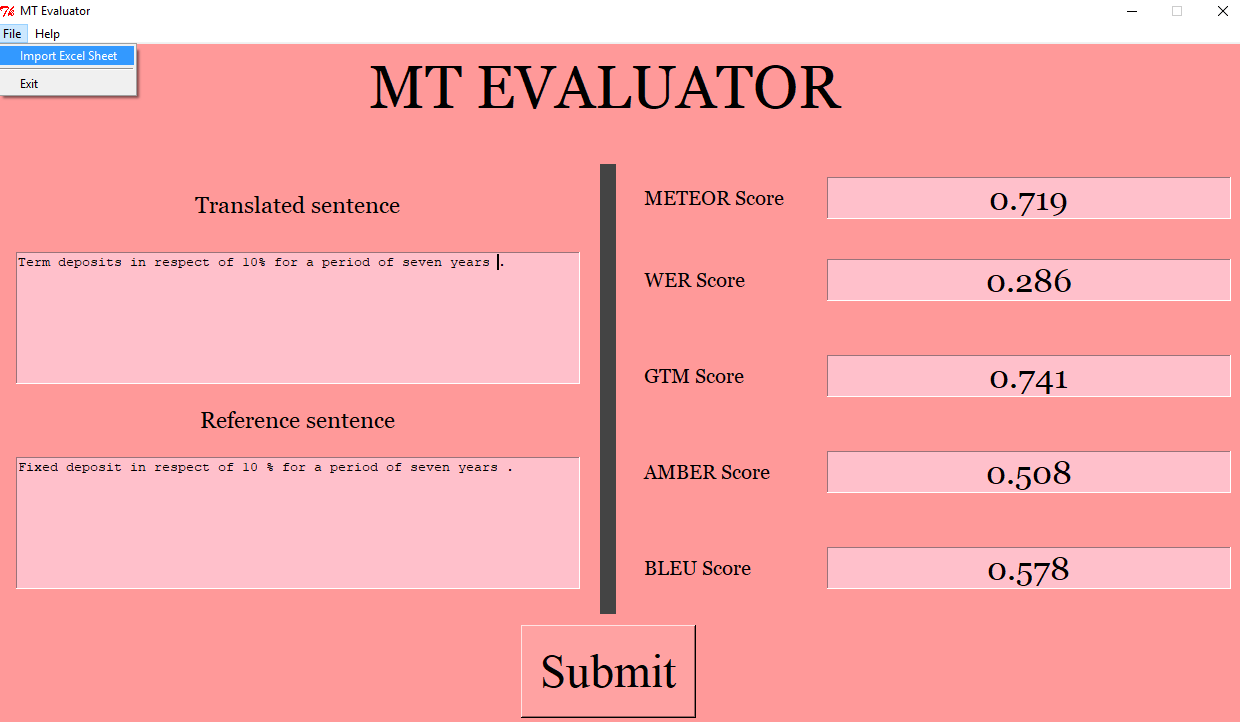 MT Evaluator
File Help
Import Excel Sheet
Exit
MT EVALUATOR
Translated sentence
Term deposits in respect of 10% for a period of seven years .
Reference sentence
Fixed deposit in respect of 10 % for a period of seven years .
METEOR Score 0.719
WER Score 0.286
GTM Score 0.741
AMBER Score 0.508
BLEU Score 0.578
Submit